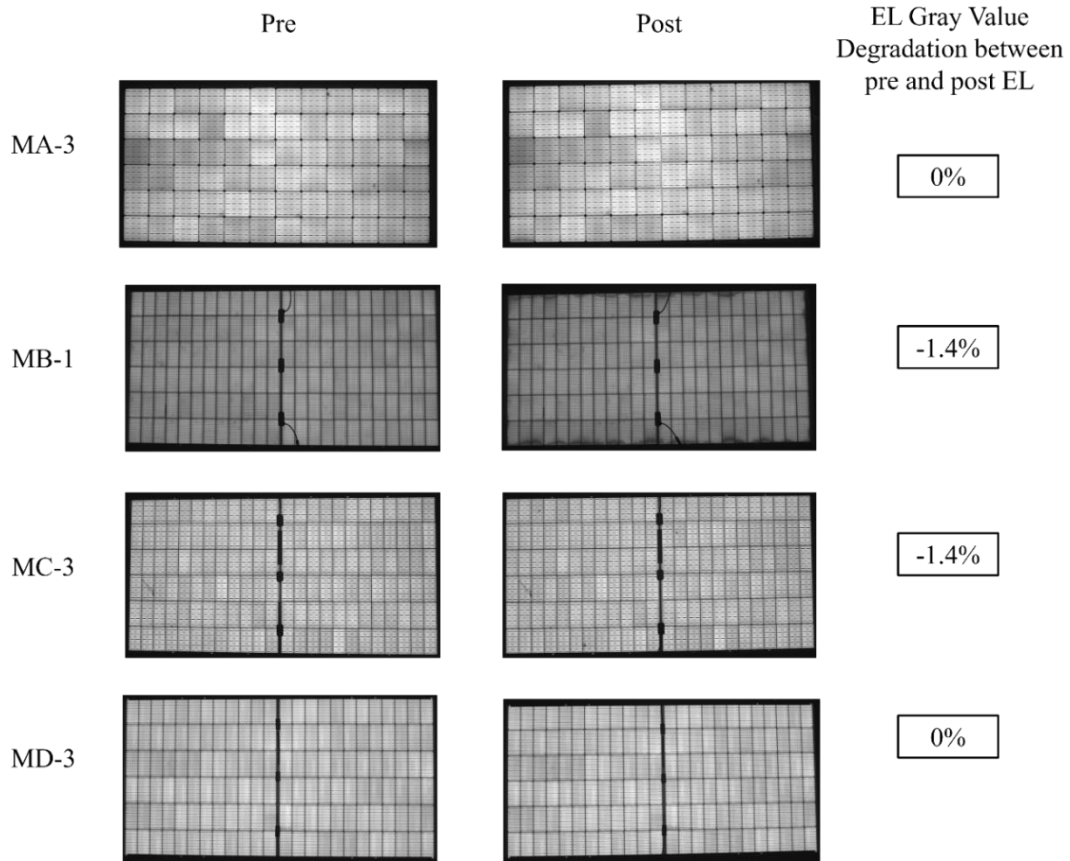 Pre
Post
EL Gray Value
Degradation between
pre and post EL
MA-3
0%
MB-1
-1.4%
MC-3
-1.4%
MD-3
0%